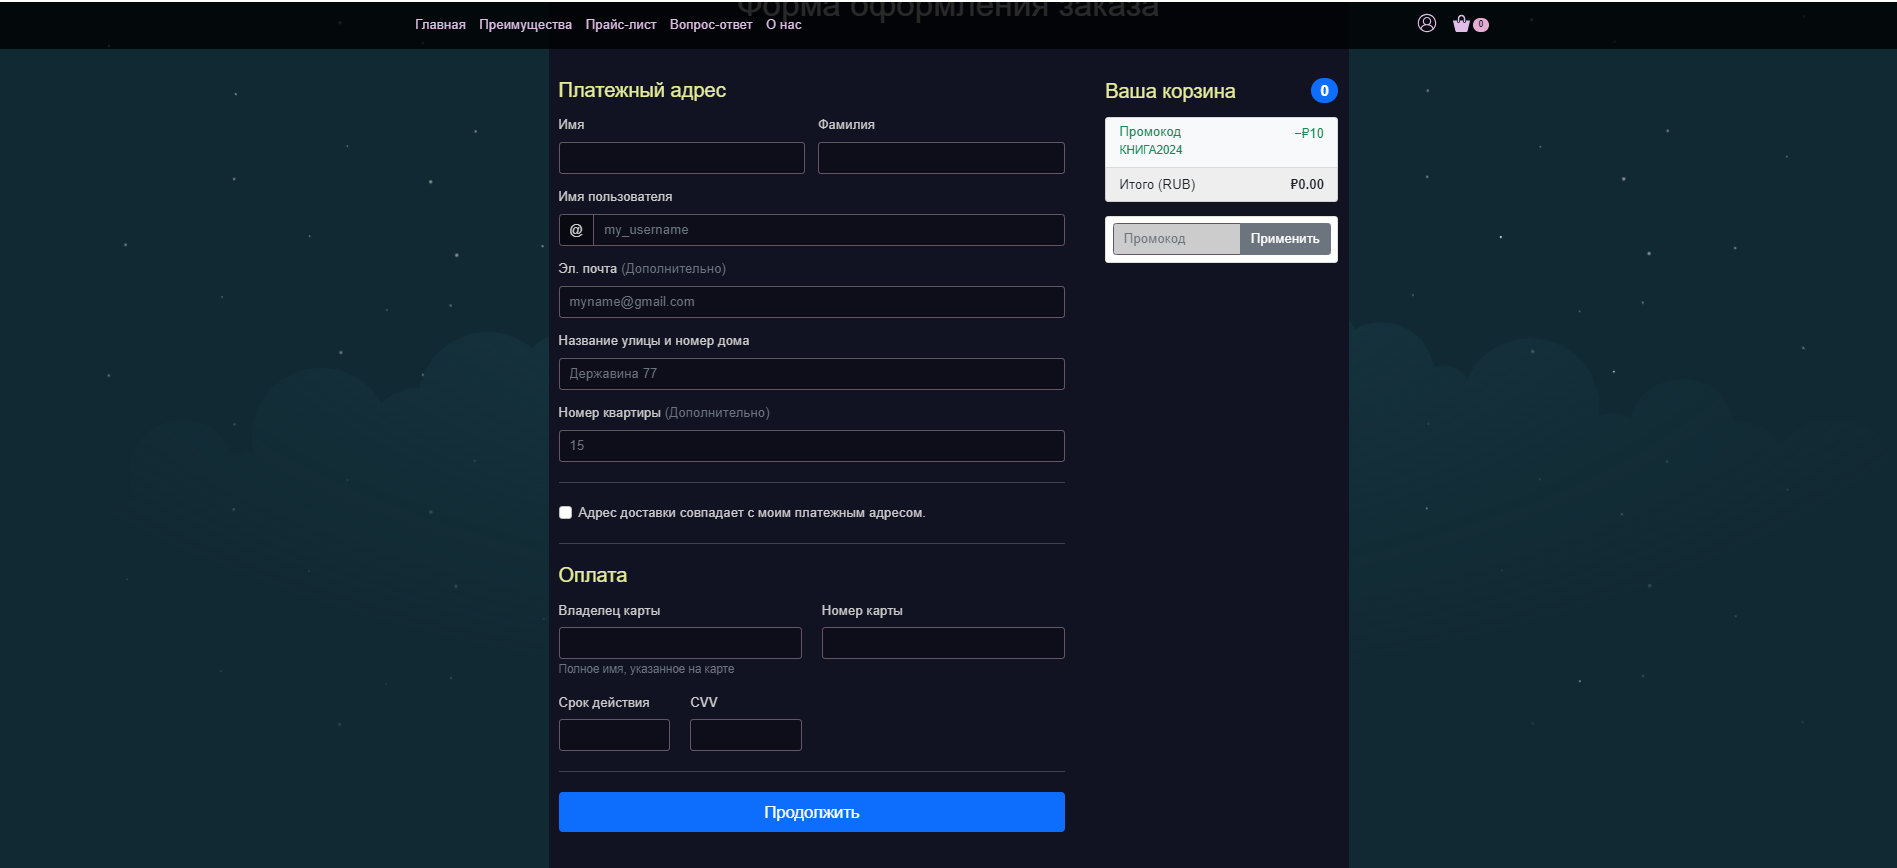 Форма оформления заказа
Главная Преимущества Прайс-лист Вопрос-ответ О нас 0
Платежный адрес
Имя Фамилия
Имя пользователя
@ my_username
Эл. почта (Дополнительно)
myname@gmail.com
Название улицы и номер дома
Державина 77
Номер квартиры (Дополнительно)
15
Адрес доставки совпадает с моим платежным адресом.
Оплата
Владелец карты Номер карты
Полное имя, указанное на карте
Срок действия CVV
Продолжить
Ваша корзина 0
Промокод −₽10
КНИГА2024
Итого (RUB) ₽0.00
Промокод Применить